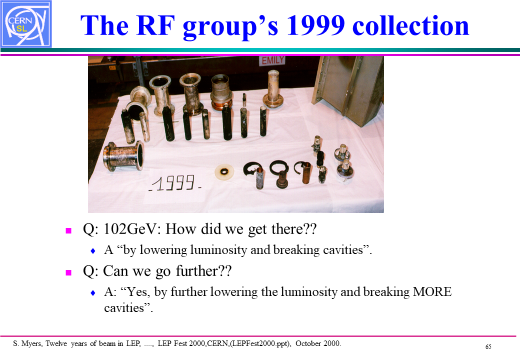 CERN
SL
The RF group’s 1999 collection
EMILY
1999
Q: 102GeV: How did we get there??
A “by lowering luminosity and breaking cavities”.
Q: Can we go further??
A: “Yes, by further lowering the luminosity and breaking MORE
cavities”.
S. Myers, Twelve years of beam in LEP, ...., LEP Fest 2000,CERN,(LEPFest2000.ppt), October 2000.
65